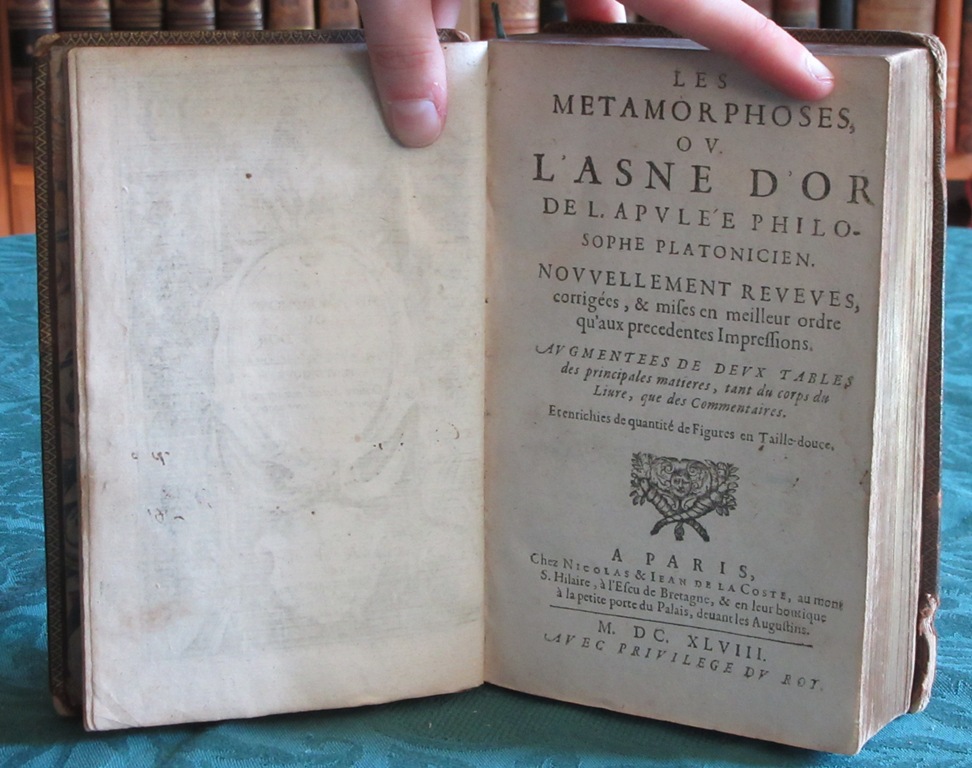 LES
METAMORPHOSES,
OV
L'ASNE D'OR
DE L. APVLE'E PHILO-
SOPHE PLATONICIEN.
NOVVELLEMENT REVEVËS,
corrigées, & miſes en meilleur ordre
qu'aux precedentes Impreſſions.
AVGMENTEES DE DEVX TABLES
des principales matieres, tant du corps du
Liure, que des Commentaires.
Et enrichies de quantité de Figures en Taille-douce.
A PARIS,
Chez NICOLAS & IEAN DE LA COSTE, au mont
S. Hilaire, à l'Eſcu de Bretagne, & en leur boutique
à la petite porte du Palais, deuant les Auguſtins.
M. DC. XLVIII.
AVEC PRIVILEGE DV ROY.